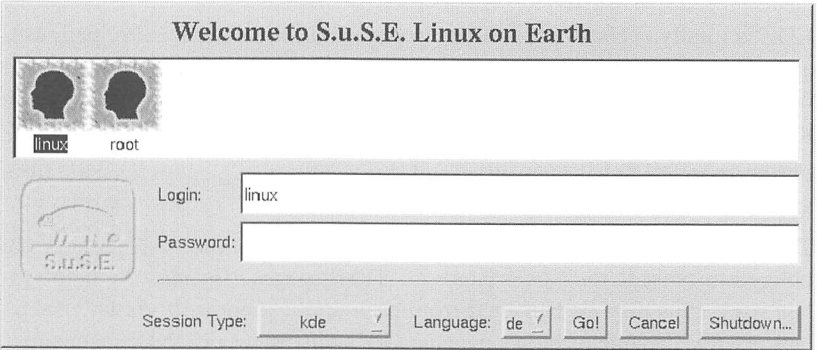 Welcome to S.u.S.E. Linux on Earth
linux root
Login: linux
Password:
S.u.S.E.
Session Type: kde Language: de Go! Cancel Shutdown...